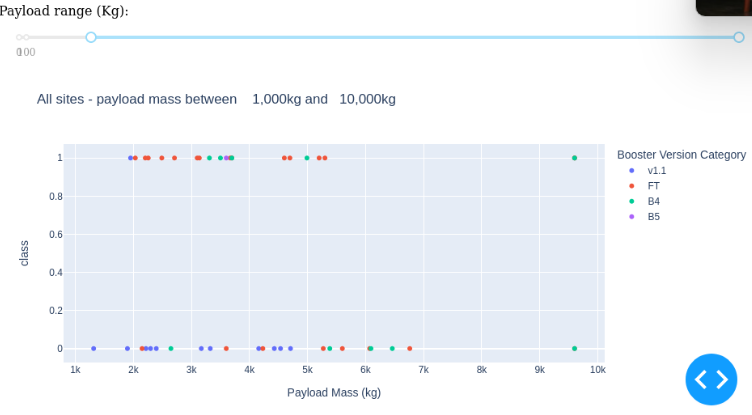 Payload range (Kg):
0 100
All sites - payload mass between 1,000kg and 10,000kg
Booster Version Category
v1.1
FT
B4
B5
class
1
0.8
0.6
0.4
0.2
0
1k 2k 3k 4k 5k 6k 7k 8k 9k 10k
Payload Mass (kg)